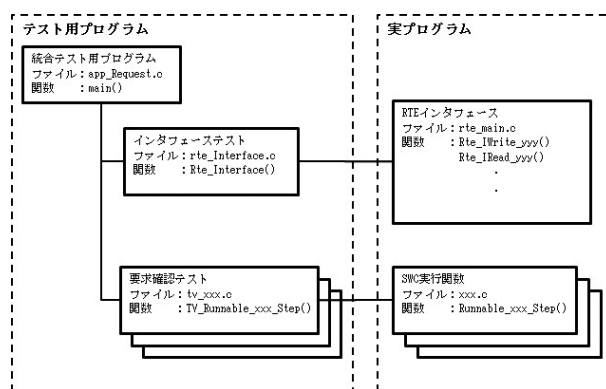 テスト用プログラム
統合テスト用プログラム
ファイル：app_Request.c
関数　　：main()
インタフェーステスト
ファイル：rte_Interface.c
関数　　：Rte_Interface()
要求確認テスト
ファイル：tv_xxx.c
関数　　：TV_Runnable_xxx_Step()
実プログラム
RTEインタフェース
ファイル：rte_main.c
関数　　：Rte_IWrite_yyy()
Rte_IRead_yyy()
.
.
SWC実行関数
ファイル：xxx.c
関数　　：Runnable_xxx_Step()